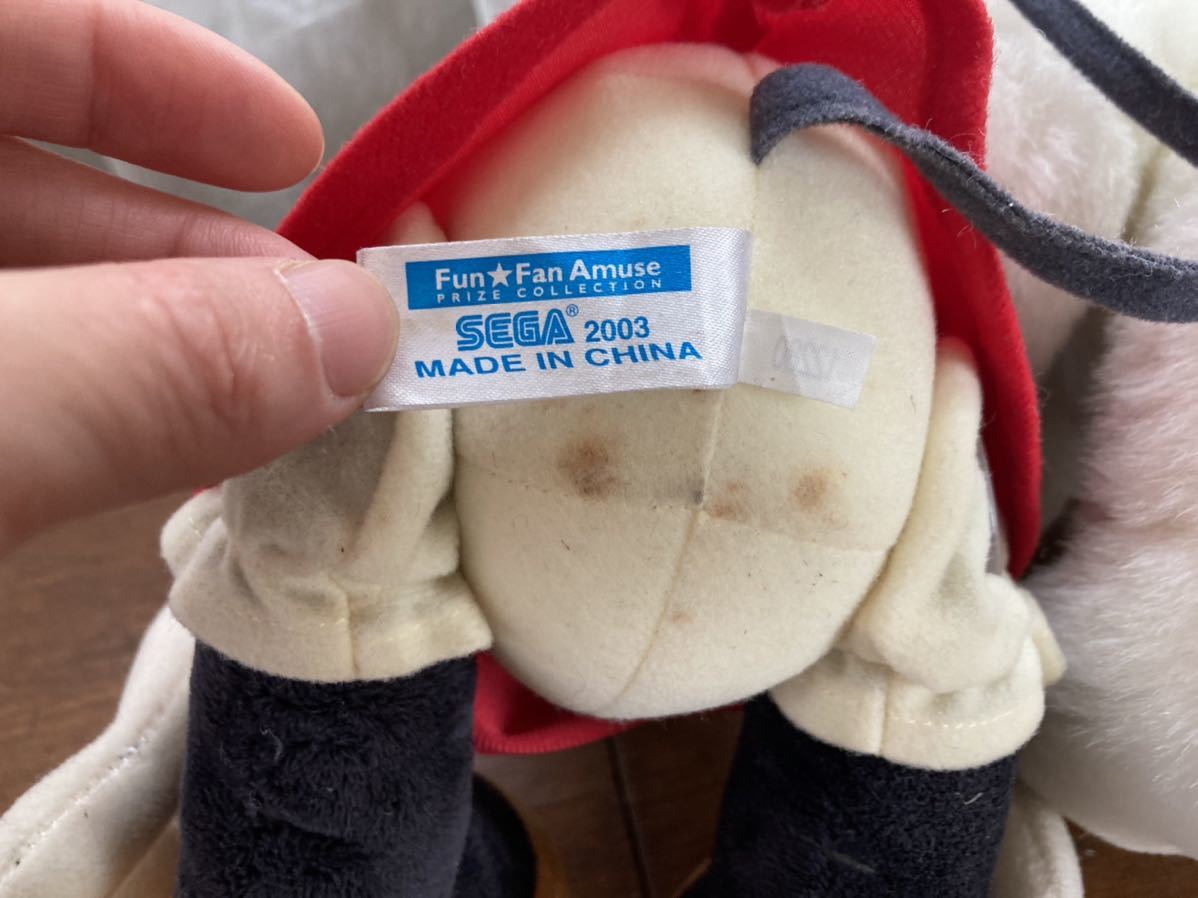 Fun★Fan Amuse
PRIZE COLLECTION
SEGA® 2003
MADE IN CHINA